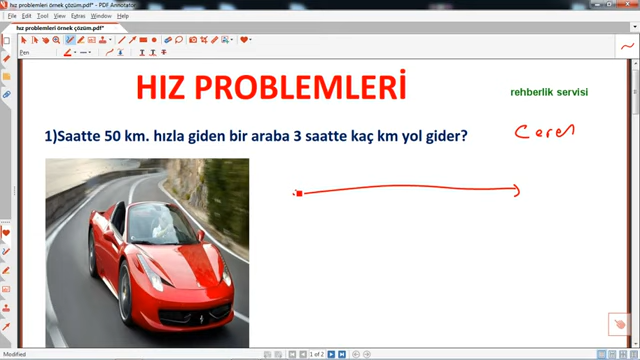 hız problemleri örnek çözüm.pdf* - PDF Annotator
File Edit Tool View Document Extras Window Help
hız problemleri örnek çözüm.pdf*
Pen
HIZ PROBLEMLERİ
rehberlik servisi
1)Saatte 50 km. hızla giden bir araba 3 saatte kaç km yol gider?
Ceren
Modified
1 of 2